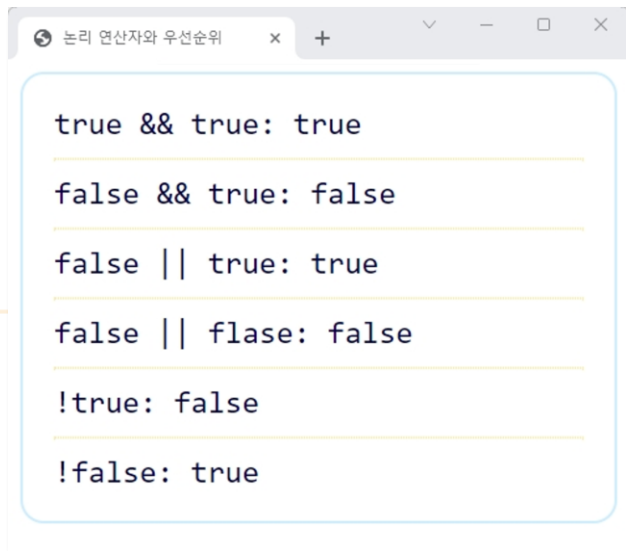 논리 연산자와 우선순위
true && true: true
false && true: false
false || true: true
false || flase: false
!true: false
!false: true